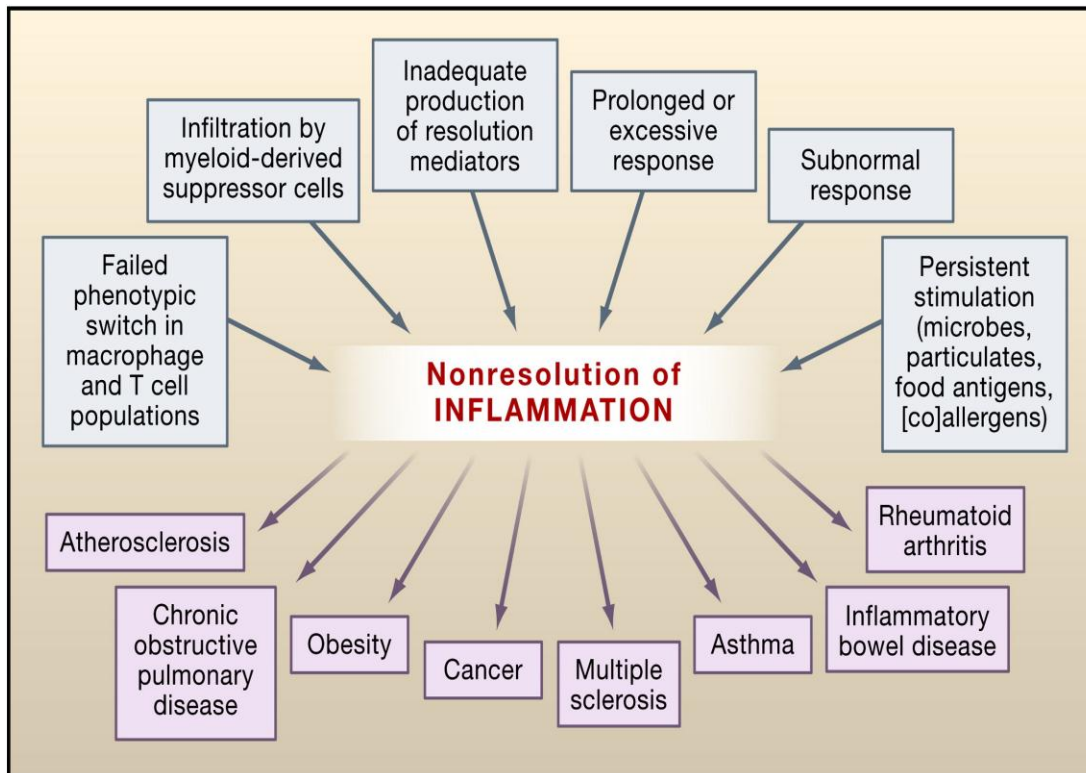 Inadequate
production
of resolution
mediators
Prolonged or
excessive
response
Infiltration by
myeloid-derived
suppressor cells
Subnormal
response
Failed
phenotypic
switch in
macrophage
and T cell
populations
Persistent
stimulation
(microbes,
particulates,
food antigens,
[co]allergens)
Nonresolution of
INFLAMMATION
Atherosclerosis
Chronic
obstructive
pulmonary
disease
Obesity
Cancer
Multiple
sclerosis
Asthma
Inflammatory
bowel disease
Rheumatoid
arthritis